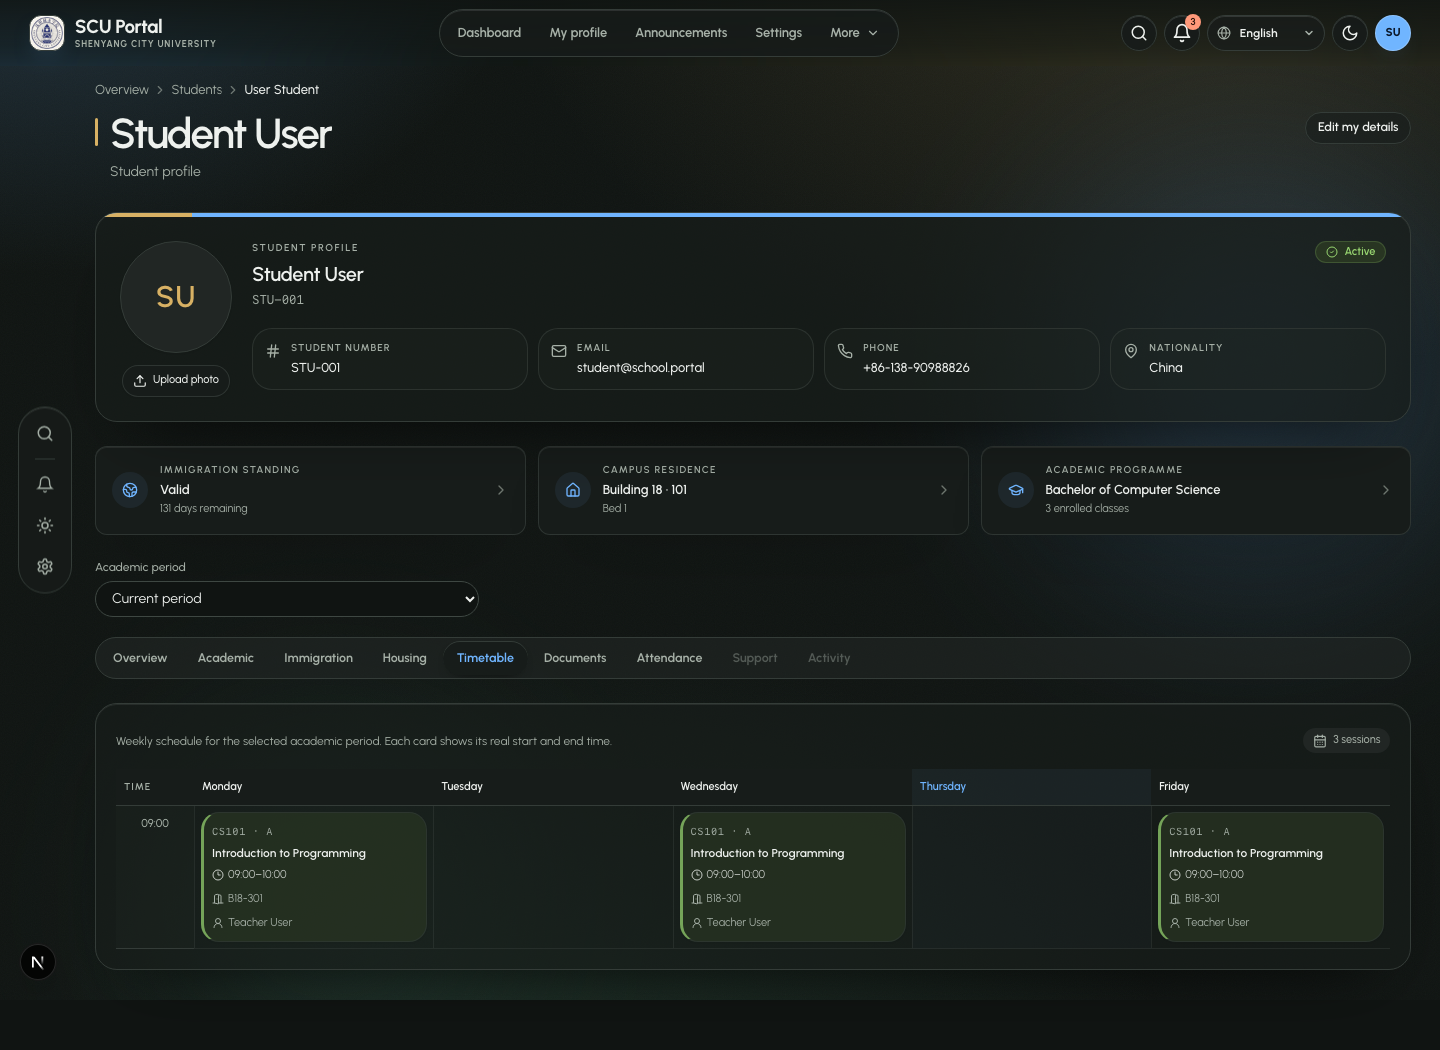 SCU Portal
SHENYANG CITY UNIVERSITY
Dashboard
My profile
Announcements
Settings
More
3
English
SU
Overview
Students
User Student
Student User
Student profile
Edit my details
SU
Upload photo
STUDENT PROFILE
Student User
STU-001
Active
STUDENT NUMBER
STU-001
EMAIL
student@school.portal
PHONE
+86-138-90988826
NATIONALITY
China
IMMIGRATION STANDING
Valid
131 days remaining
CAMPUS RESIDENCE
Building 18 · 101
Bed 1
ACADEMIC PROGRAMME
Bachelor of Computer Science
3 enrolled classes
Academic period
Current period
Overview
Academic
Immigration
Housing
Timetable
Documents
Attendance
Support
Activity
Weekly schedule for the selected academic period. Each card shows its real start and end time.
3 sessions
TIME
Monday
Tuesday
Wednesday
Thursday
Friday
09:00
CS101 · A
Introduction to Programming
09:00–10:00
B18-301
Teacher User
CS101 · A
Introduction to Programming
09:00–10:00
B18-301
Teacher User
CS101 · A
Introduction to Programming
09:00–10:00
B18-301
Teacher User
N